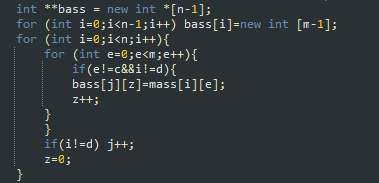 int **bass = new int *[n-1];
for (int i=0;i<n-1;i++) bass[i]=new int [m-1];
for (int i=0;i<n;i++){
for (int e=0;e<m;e++){
if(e!=c&&i!=d){
bass[j][z]=mass[i][e];
z++;
}
}
if(i!=d) j++;
z=0;
}